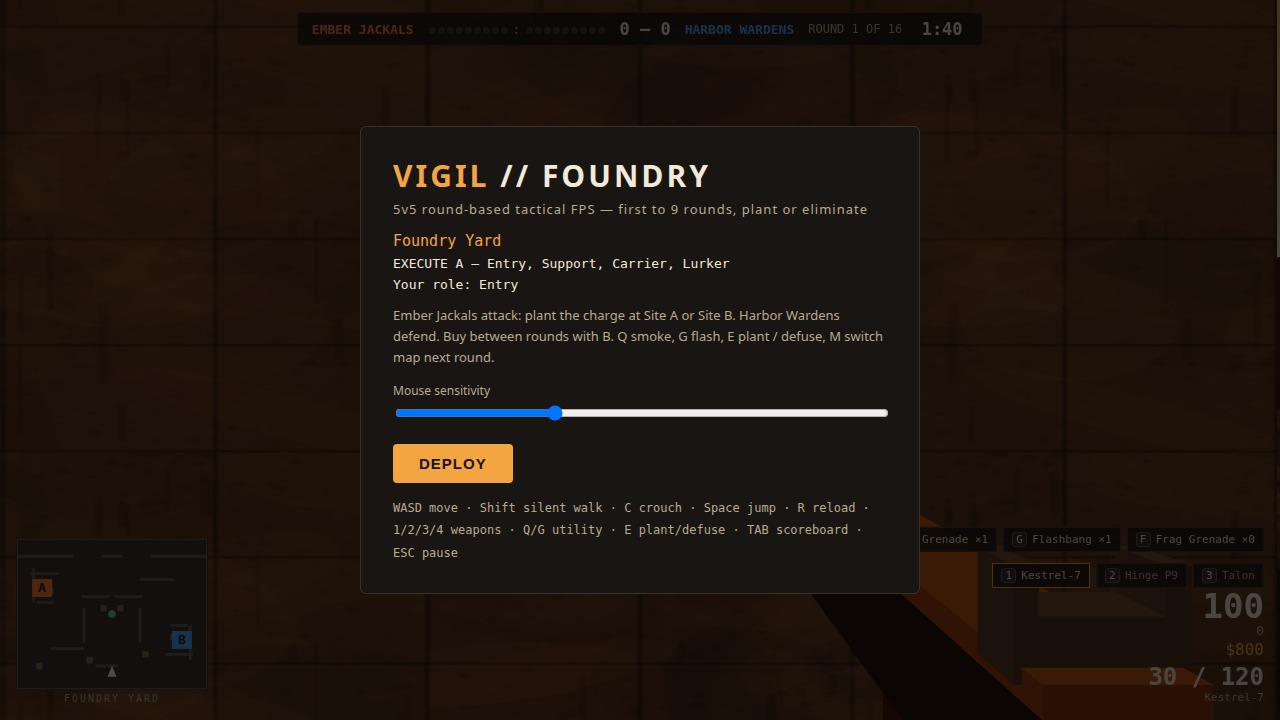 EMBER JACKALS : 0 — 0 HARBOR WARDENS ROUND 1 OF 16 1:40
VIGIL // FOUNDRY
5v5 round-based tactical FPS — first to 9 rounds, plant or eliminate
Foundry Yard
EXECUTE A — Entry, Support, Carrier, Lurker
Your role: Entry
Ember Jackals attack: plant the charge at Site A or Site B. Harbor Wardens
defend. Buy between rounds with B. Q smoke, G flash, E plant / defuse, M switch
map next round.
Mouse sensitivity
DEPLOY
WASD move · Shift silent walk · C crouch · Space jump · R reload ·
1/2/3/4 weapons · Q/G utility · E plant/defuse · TAB scoreboard ·
ESC pause
A
B
FOUNDRY YARD
Grenade ×1 G Flashbang ×1 F Frag Grenade ×0
1 Kestrel-7 2 Hinge P9 3 Talon
100
0
$800
30 / 120
Kestrel-7